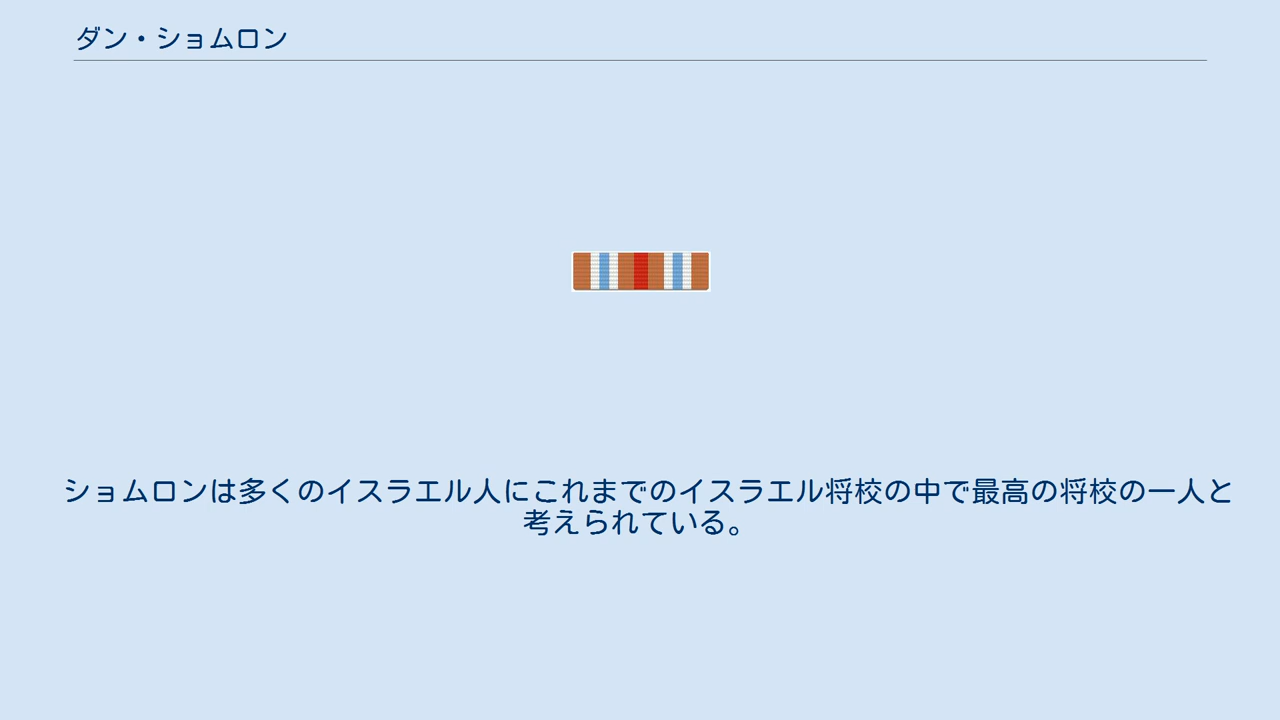 ダン・ショムロン
ショムロンは多くのイスラエル人にこれまでのイスラエル将校の中で最高の将校の一人と
考えられている。